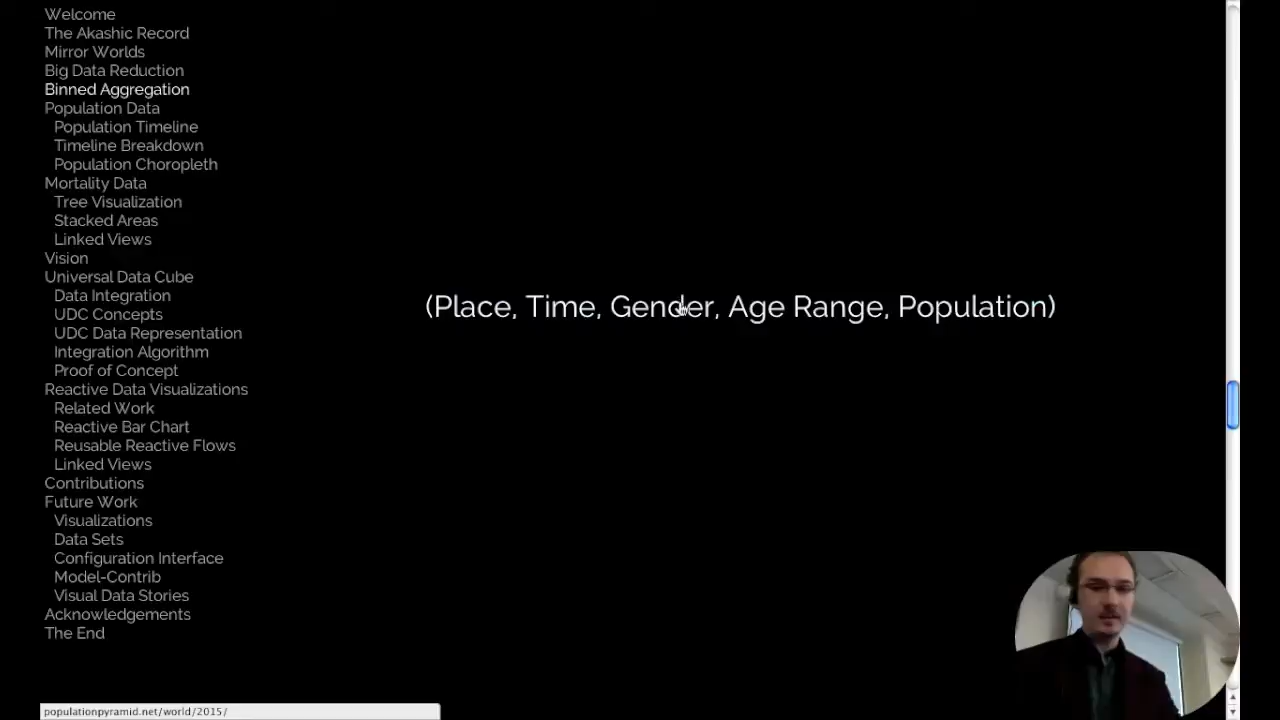 Welcome
The Akashic Record
Mirror Worlds
Big Data Reduction
Binned Aggregation
Population Data
Population Timeline
Timeline Breakdown
Population Choropleth
Mortality Data
Tree Visualization
Stacked Areas
Linked Views
Vision
Universal Data Cube
Data Integration
UDC Concepts
UDC Data Representation
Integration Algorithm
Proof of Concept
Reactive Data Visualizations
Related Work
Reactive Bar Chart
Reusable Reactive Flows
Linked Views
Contributions
Future Work
Visualizations
Data Sets
Configuration Interface
Model-Contrib
Visual Data Stories
Acknowledgements
The End
(Place, Time, Gender, Age Range, Population)
populationpyramid.net/world/2015/